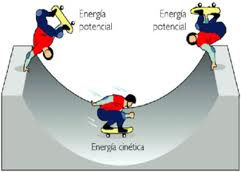 Energía
potencial
Energía
potencial
Energía cinética